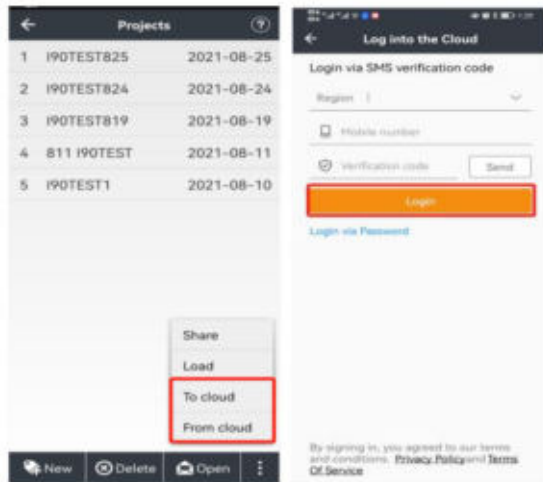 Projects
1 I90TEST825 2021-08-25
2 I90TEST824 2021-08-24
3 I90TEST819 2021-08-19
4 811 I90TEST 2021-08-11
5 I90TEST1 2021-08-10
Share
Load
To cloud
From cloud
New Delete Open
Log into the Cloud
Login via SMS verification code
Region
Mobile number
Verification code Send
Login
Login via Password
By signing in, you agreed to our terms
and conditions. Privacy Policy and Terms
Of Service